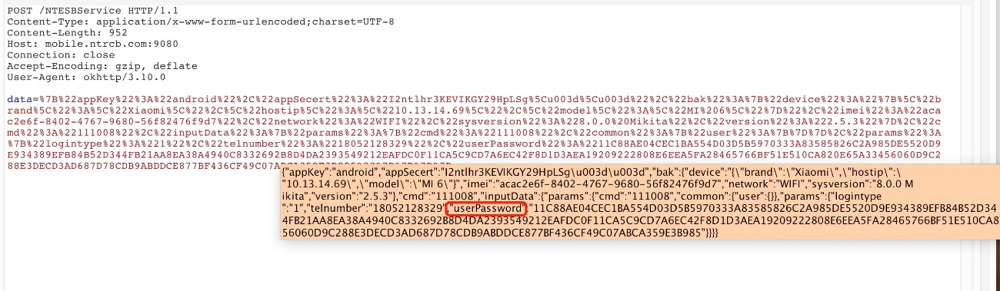 POST /NTESBService HTTP/1.1
Content-Type: application/x-www-form-urlencoded;charset=UTF-8
Content-Length: 952
Host: mobile.ntrcb.com:9080
Connection: close
Accept-Encoding: gzip, deflate
User-Agent: okhttp/3.10.0
data=%7B%22appKey%22%3A%22android%22%2C%22appSecert%22%3A%22I2ntlhr3KEVIKGY29HpLSg%5Cu003d%5Cu003d%22%2C%22bak%22%3A%7B%22device%22%3A%22%7B%5C%22b
rand%5C%22%3A%5C%22Xiaomi%5C%22%2C%5C%22hostip%5C%22%3A%5C%2210.13.14.69%5C%22%2C%5C%22model%5C%22%3A%5C%22MI%206%5C%22%7D%22%2C%22imei%22%3A%22aca
c2e6f-8402-4767-9680-56f82476f9d7%22%2C%22network%22%3A%22WIFI%22%2C%22sysversion%22%3A%228.0.0%20Mikita%22%2C%22version%22%3A%222.5.3%22%7D%2C%22c
md%22%3A%22111008%22%2C%22inputData%22%3A%7B%22params%22%3A%7B%22cmd%22%3A%22111008%22%2C%22common%22%3A%7B%22user%22%3A%7B%7D%7D%2C%22params%22%3A
%7B%22logintype%22%3A%221%22%2C%22telnumber%22%3A%2218052128329%22%2C%22userPassword%22%3A%2211C88AE04CEC1BA554D03D5B5970333A83585826C2A985DE5520D9
E934389EFB84B52D344FB21AA8EA38A4940C8332692B8D4DA2393549212EAFDC0F11CA5C9CD7A6EC42F8D1D3AEA19209222808E6EEA5FA28465766BF51E510CA856060D9C2
88E3DECD3AD687D78CDB9ABDDCE877BF436CF49C07
{"appKey":"android","appSecert":"I2ntlhr3KEVIKGY29HpLSg\u003d\u003d","bak":{"device":"{\"brand\":\"Xiaomi\",\"hostip\":\
"10.13.14.69\",\"model\":\"MI 6\"}","imei":"acac2e6f-8402-4767-9680-56f82476f9d7","network":"WIFI","sysversion":"8.0.0 M
ikita","version":"2.5.3"},"cmd":"111008","inputData":{"params":{"cmd":"111008","common":{"user":{}},"params":{"logintype
":"1","telnumber":"18052128329","userPassword":"11C88AE04CEC1BA554D03D5B5970333A83585826C2A985DE5520D9E934389EFB84B52D34
4FB21AA8EA38A4940C8332692B8D4DA2393549212EAFDC0F11CA5C9CD7A6EC42F8D1D3AEA19209222808E6EEA5FA28465766BF51E510CA8
56060D9C288E3DECD3AD687D78CDB9ABDDCE877BF436CF49C07ABCA359E3B985"}}}}